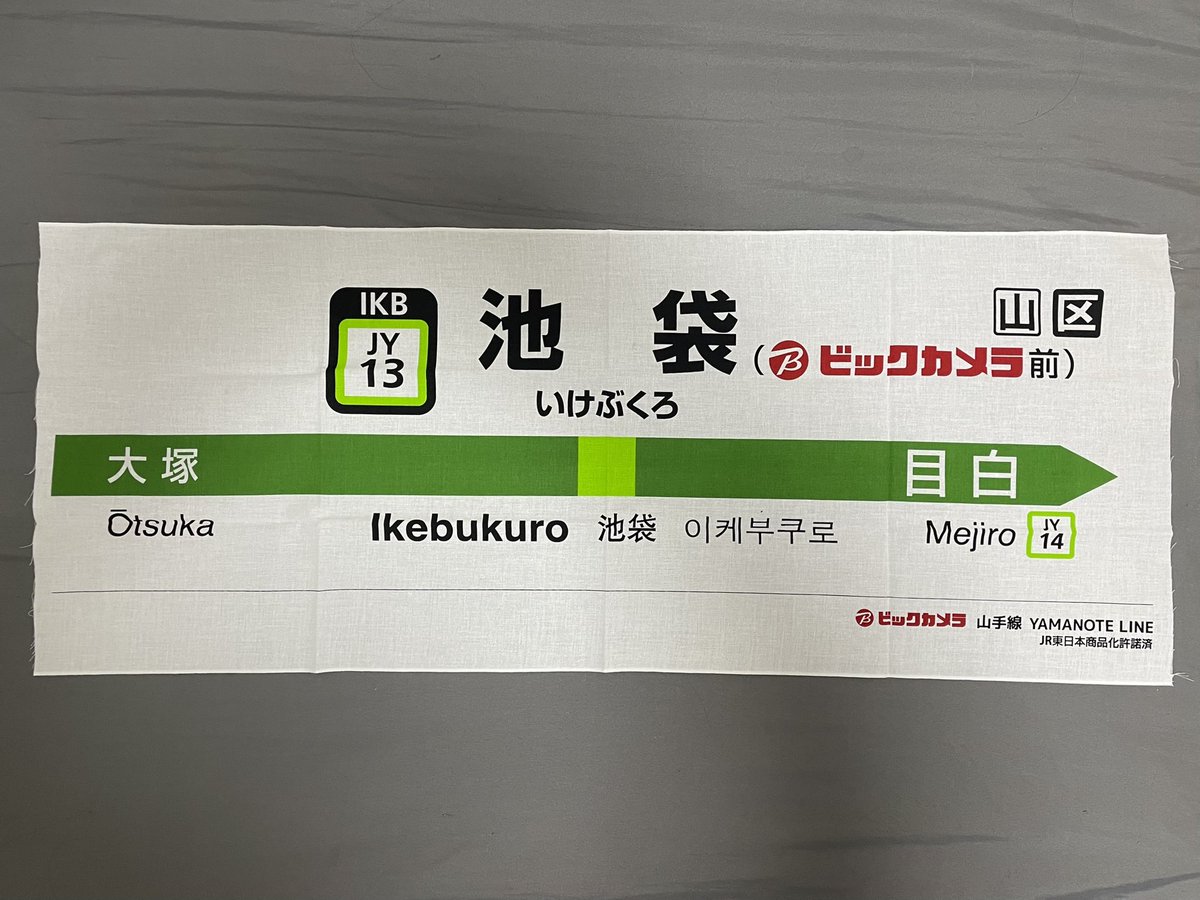 IKB
JY
13
池袋
(ビックカメラ前)
山 区
いけぶくろ
大塚 目白
Ōtsuka Ikebukuro 池袋 이케부쿠로 Mejiro JY 14
ビックカメラ 山手線 YAMANOTE LINE
JR東日本商品化許諾済